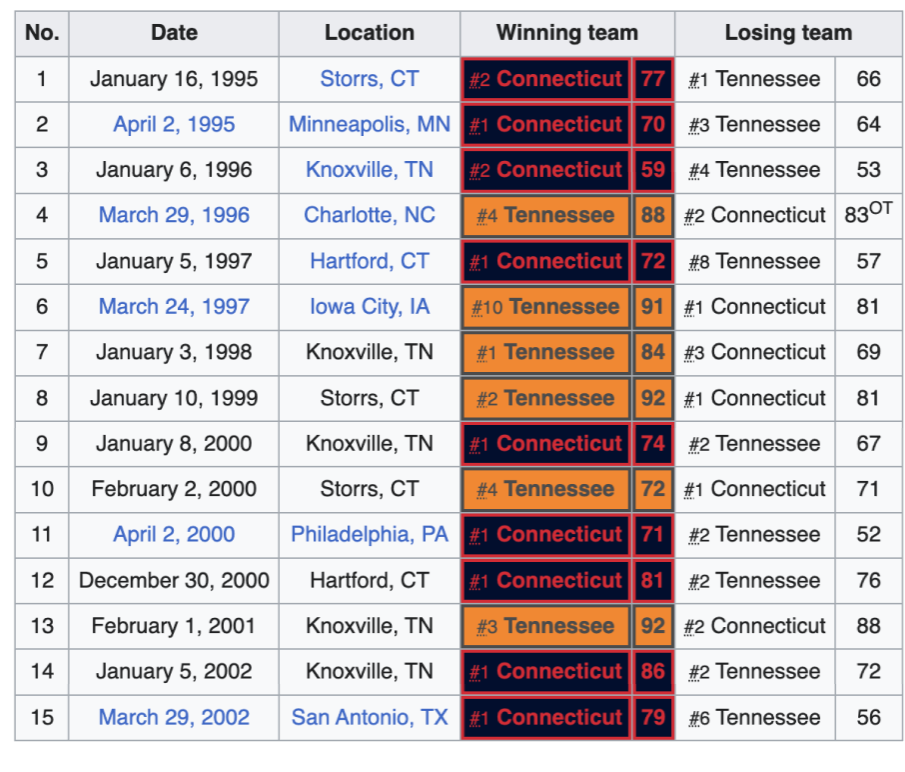 No. Date Location Winning team Losing team
1 January 16, 1995 Storrs, CT #2 Connecticut 77 #1 Tennessee 66
2 April 2, 1995 Minneapolis, MN #1 Connecticut 70 #3 Tennessee 64
3 January 6, 1996 Knoxville, TN #2 Connecticut 59 #4 Tennessee 53
4 March 29, 1996 Charlotte, NC #4 Tennessee 88 #2 Connecticut 83OT
5 January 5, 1997 Hartford, CT #1 Connecticut 72 #8 Tennessee 57
6 March 24, 1997 Iowa City, IA #10 Tennessee 91 #1 Connecticut 81
7 January 3, 1998 Knoxville, TN #1 Tennessee 84 #3 Connecticut 69
8 January 10, 1999 Storrs, CT #2 Tennessee 92 #1 Connecticut 81
9 January 8, 2000 Knoxville, TN #1 Connecticut 74 #2 Tennessee 67
10 February 2, 2000 Storrs, CT #4 Tennessee 72 #1 Connecticut 71
11 April 2, 2000 Philadelphia, PA #1 Connecticut 71 #2 Tennessee 52
12 December 30, 2000 Hartford, CT #1 Connecticut 81 #2 Tennessee 76
13 February 1, 2001 Knoxville, TN #3 Tennessee 92 #2 Connecticut 88
14 January 5, 2002 Knoxville, TN #1 Connecticut 86 #2 Tennessee 72
15 March 29, 2002 San Antonio, TX #1 Connecticut 79 #6 Tennessee 56